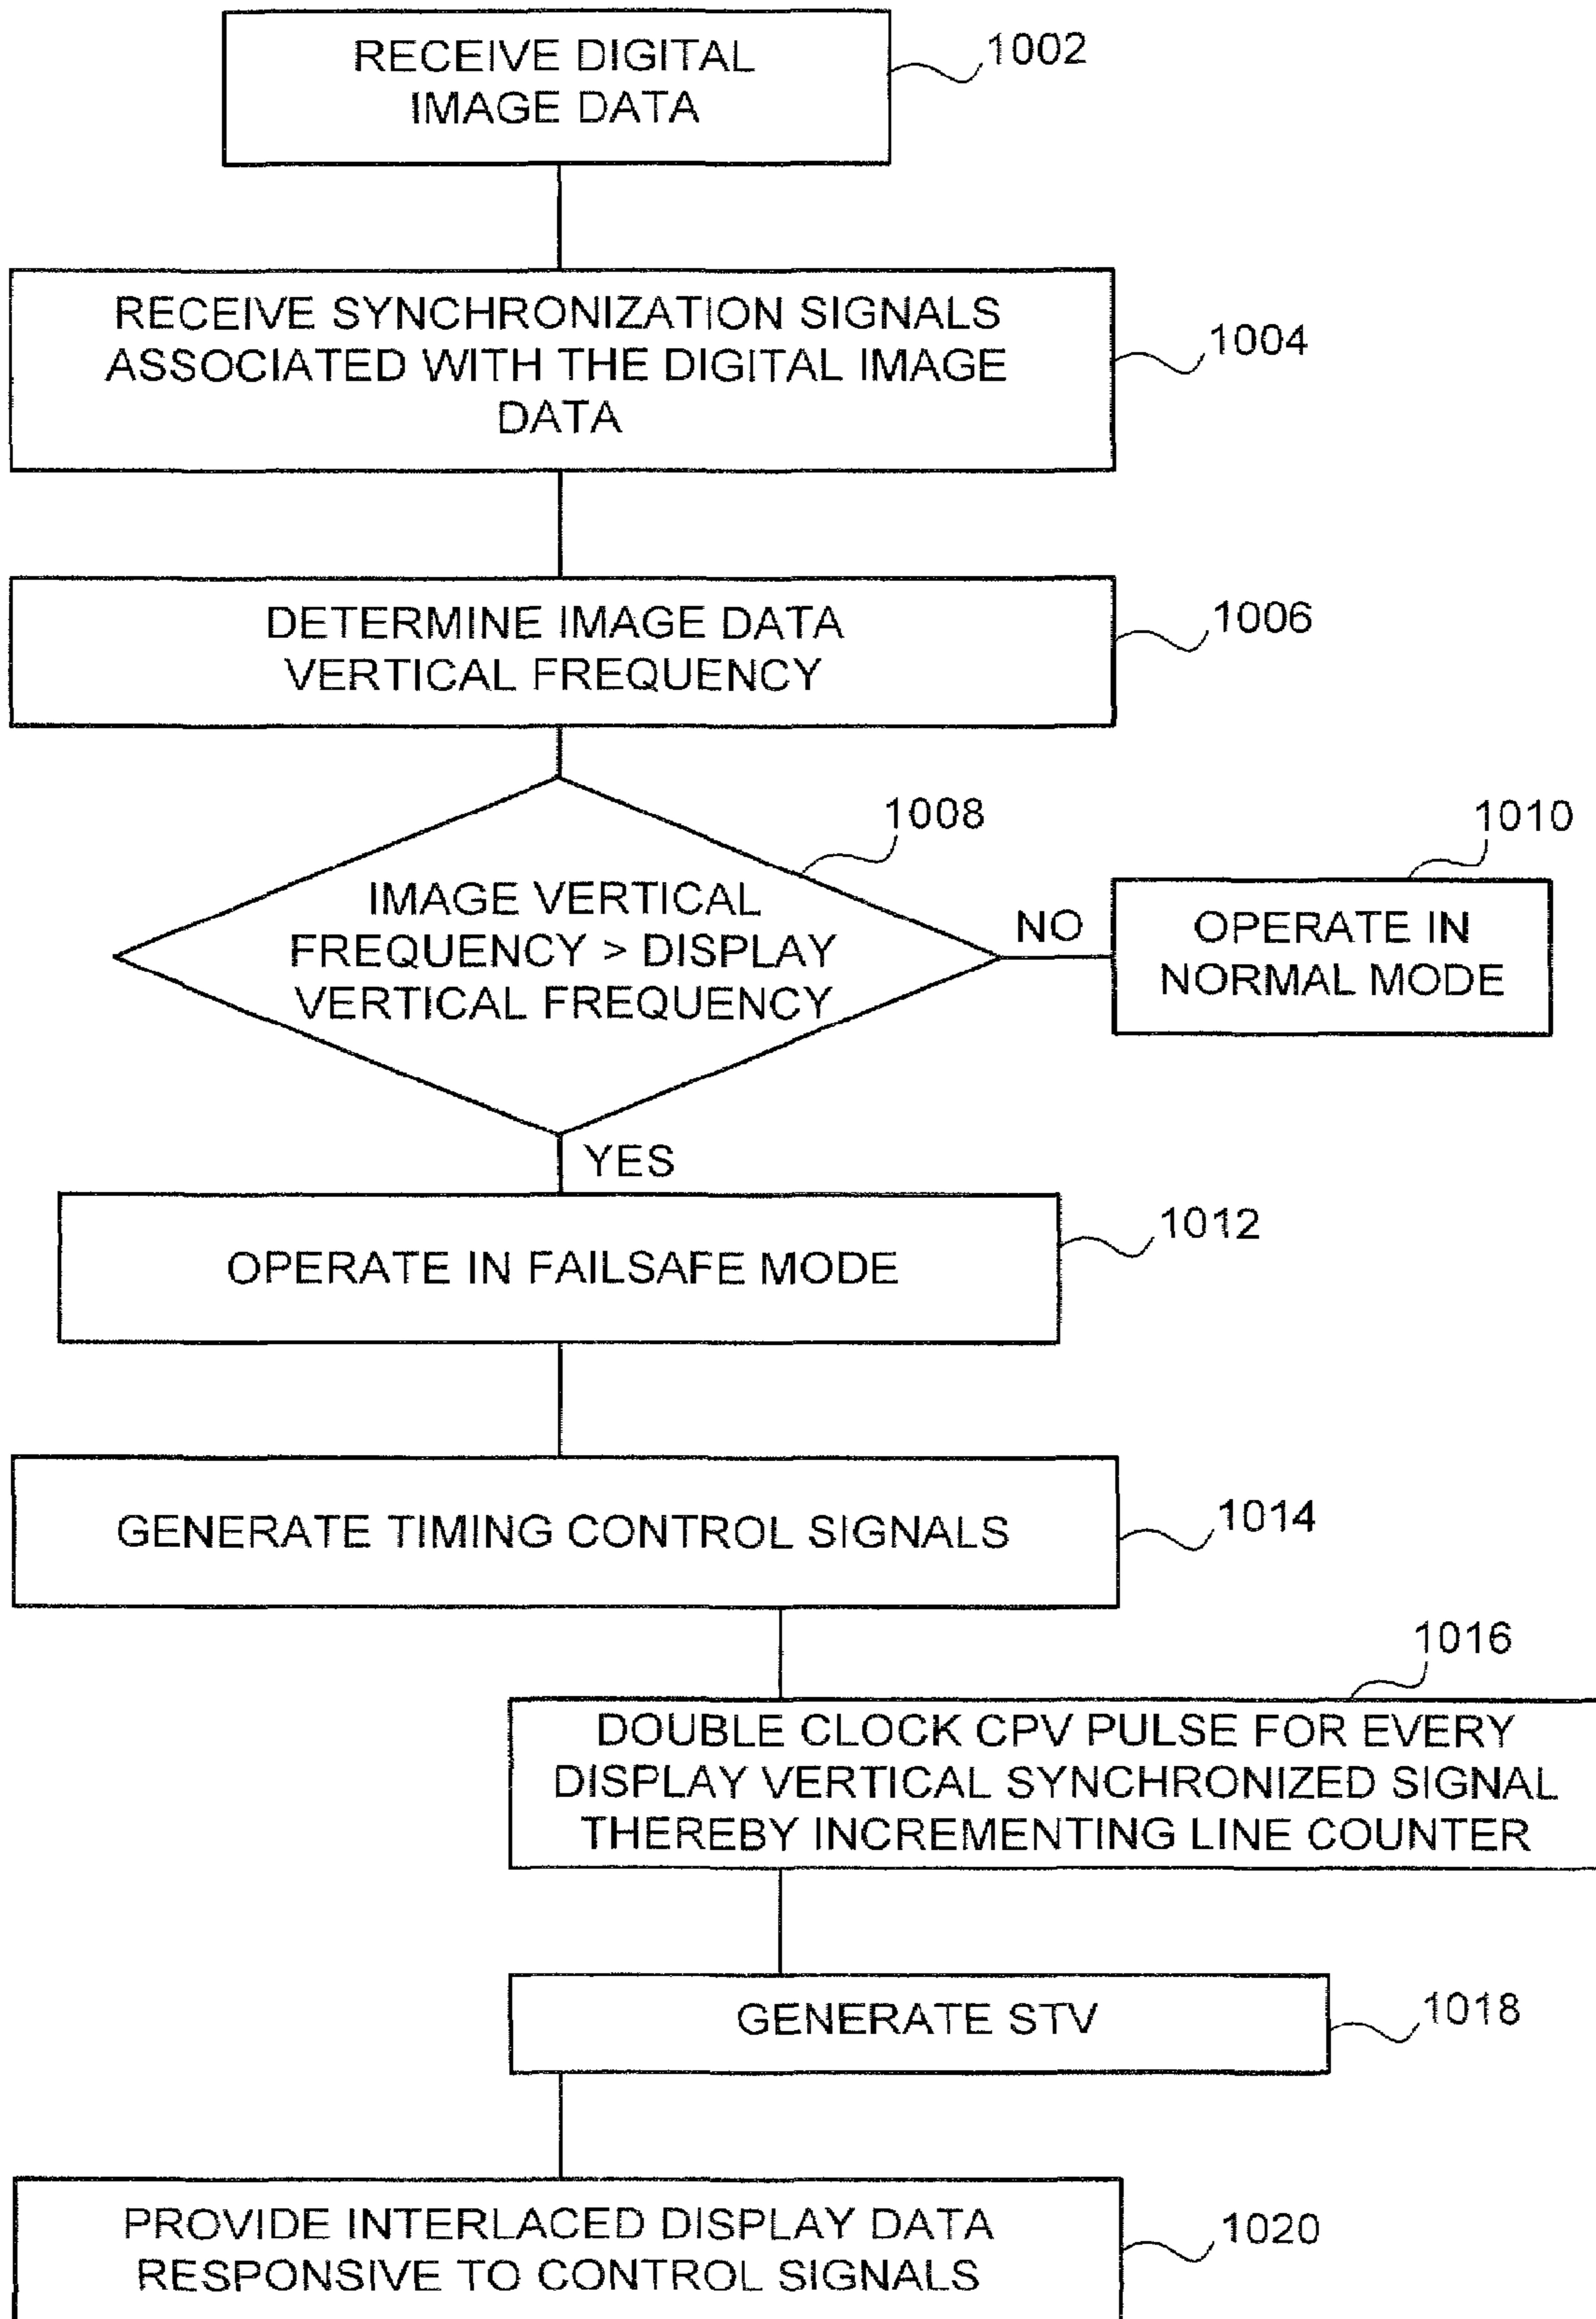 RECEIVE DIGITAL
IMAGE DATA
1002
RECEIVE SYNCHRONIZATION SIGNALS
ASSOCIATED WITH THE DIGITAL IMAGE
DATA
1004
DETERMINE IMAGE DATA
VERTICAL FREQUENCY
1006
IMAGE VERTICAL
FREQUENCY > DISPLAY
VERTICAL FREQUENCY
1008
NO
OPERATE IN
NORMAL MODE
1010
YES
OPERATE IN FAILSAFE MODE
1012
GENERATE TIMING CONTROL SIGNALS
1014
DOUBLE CLOCK CPV PULSE FOR EVERY
DISPLAY VERTICAL SYNCHRONIZED SIGNAL
THEREBY INCREMENTING LINE COUNTER
1016
GENERATE STV
1018
PROVIDE INTERLACED DISPLAY DATA
RESPONSIVE TO CONTROL SIGNALS
1020